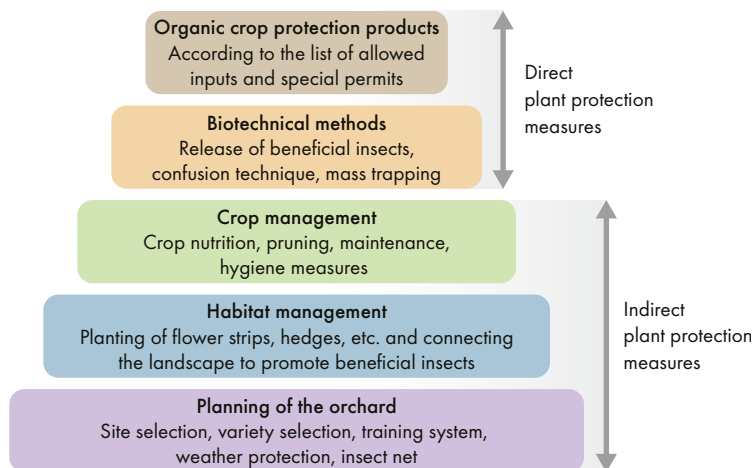 Organic crop protection products
According to the list of allowed
inputs and special permits
Direct
plant protection
measures
Biotechnical methods
Release of beneficial insects,
confusion technique, mass trapping
Crop management
Crop nutrition, pruning, maintenance,
hygiene measures
Habitat management
Planting of flower strips, hedges, etc. and connecting
the landscape to promote beneficial insects
Indirect
plant protection
measures
Planning of the orchard
Site selection, variety selection, training system,
weather protection, insect net